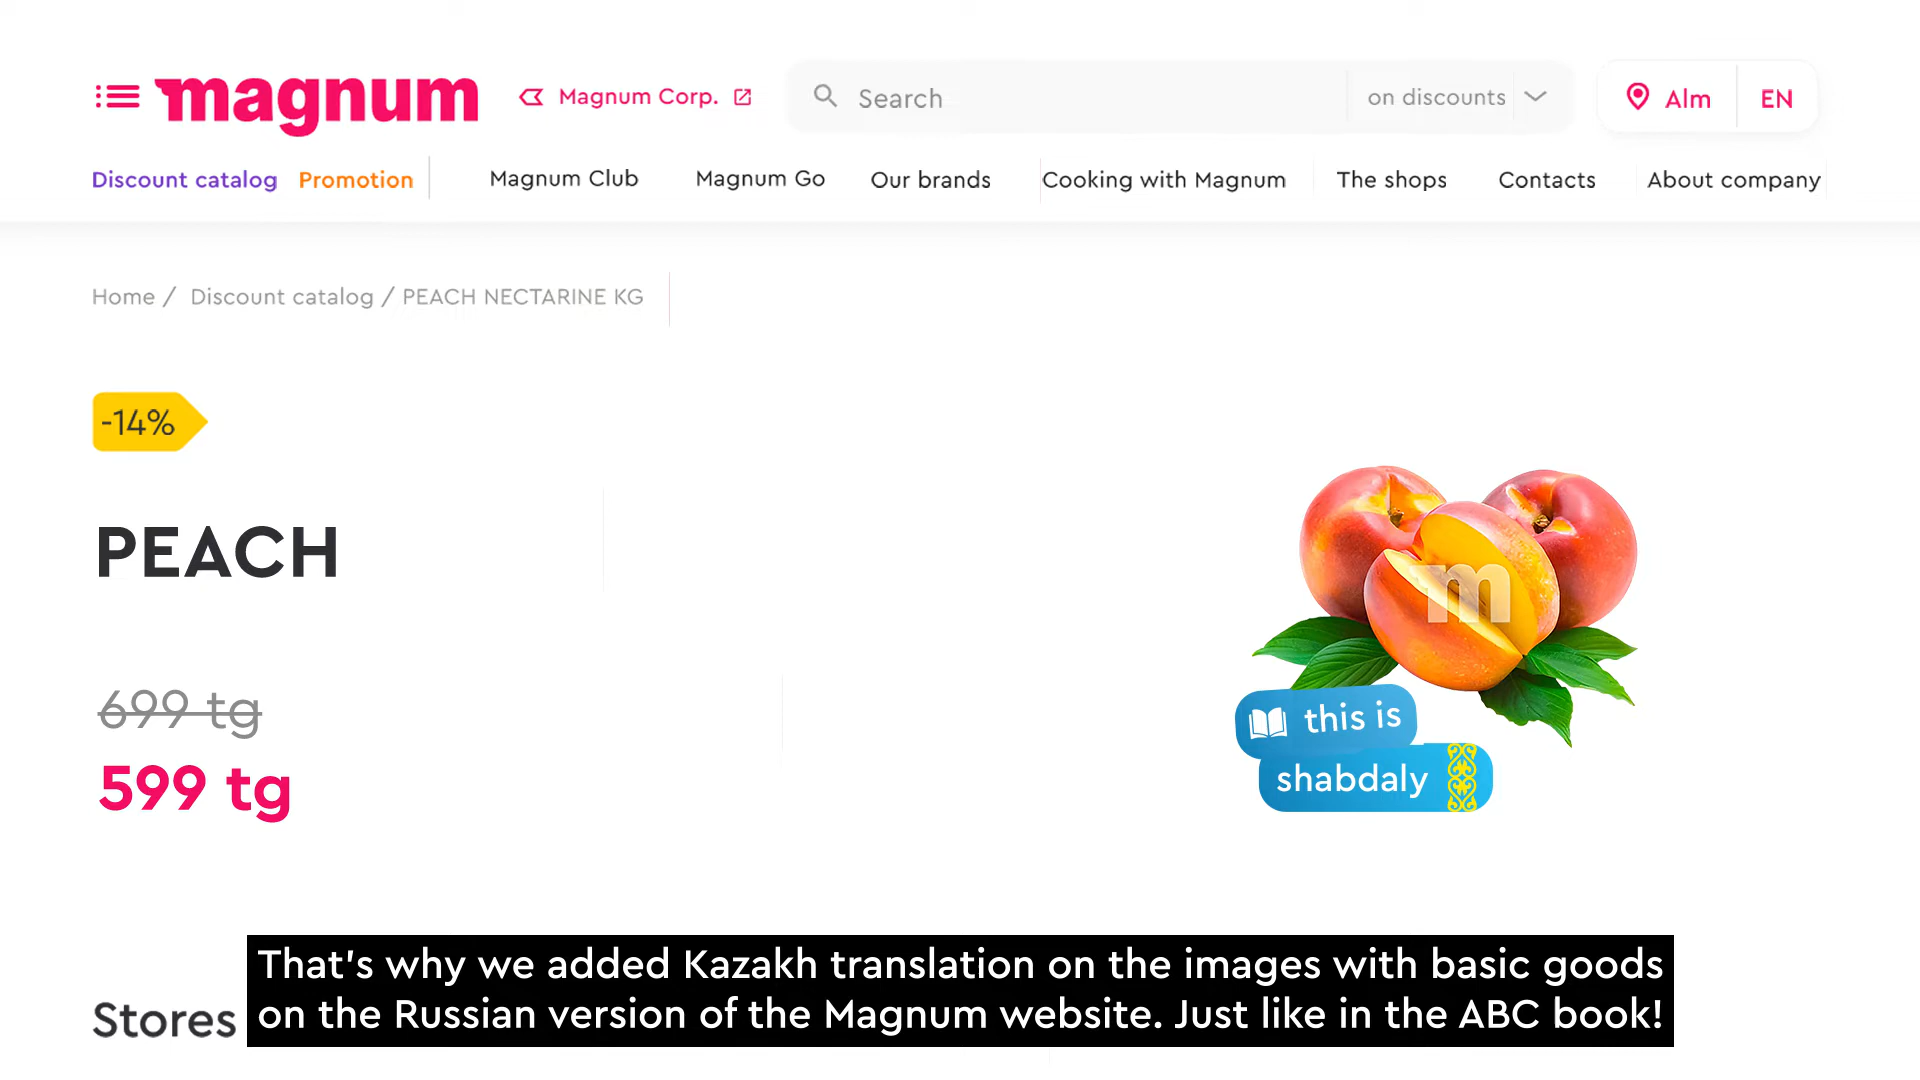 magnum
Magnum Corp.
Search
on discounts
Alm
EN
Discount catalog
Promotion
Magnum Club
Magnum Go
Our brands
Cooking with Magnum
The shops
Contacts
About company
Home / Discount catalog / PEACH NECTARINE KG
-14%
PEACH
699 tg
599 tg
m
this is
shabdaly
Stores
That's why we added Kazakh translation on the images with basic goods
on the Russian version of the Magnum website. Just like in the ABC book!